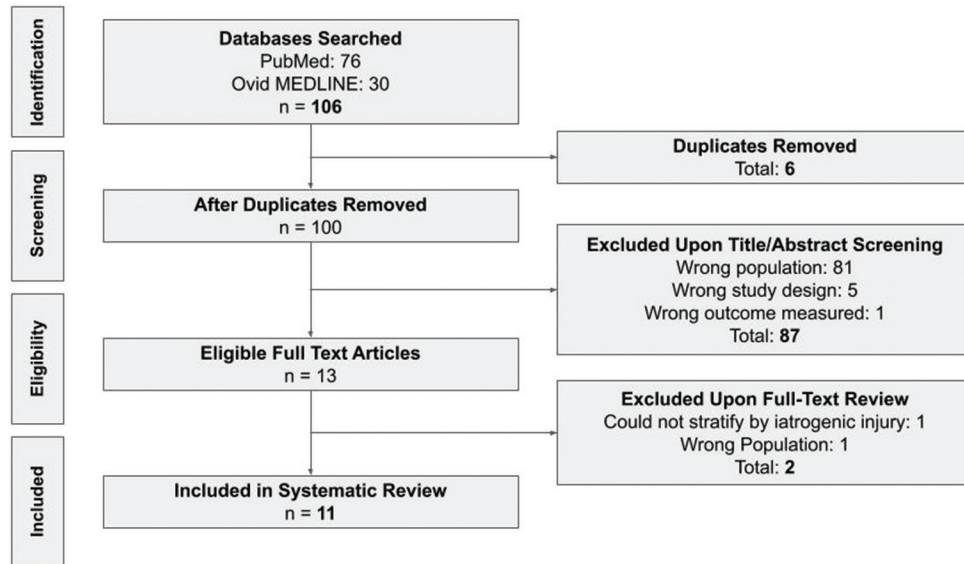 Identification
Databases Searched
PubMed: 76
Ovid MEDLINE: 30
n = 106
Duplicates Removed
Total: 6
Screening
After Duplicates Removed
n = 100
Excluded Upon Title/Abstract Screening
Wrong population: 81
Wrong study design: 5
Wrong outcome measured: 1
Total: 87
Eligibility
Eligible Full Text Articles
n = 13
Excluded Upon Full-Text Review
Could not stratify by iatrogenic injury: 1
Wrong Population: 1
Total: 2
Included
Included in Systematic Review
n = 11